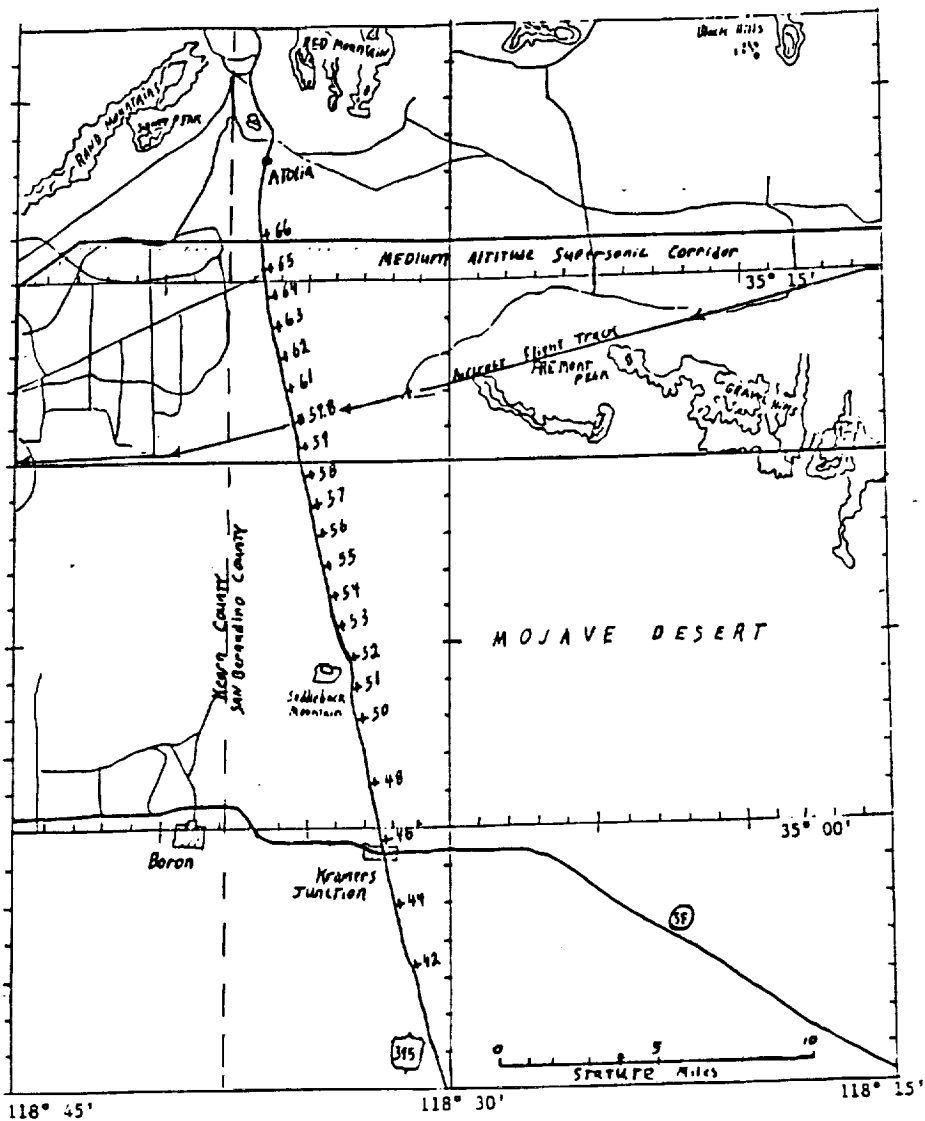 RED MOUNTAIN
Black Hills
RAND MOUNTAINS
ATOLIA
66
MEDIUM ALTITUDE SUPERSONIC CORRIDOR
65
35° 15'
64
63
62
Aircraft Flight Track
FREMONT
PEAK
61
GRAVEL HILLS
59.8
59
58
57
56
55
54
53
52
51
50
MOJAVE DESERT
Kern County
SAN Bernandino County
Saddleback
Mountain
48
46
35° 00'
Boron
Kramers
JUNCTION
44
58
42
395
0
5
10
STATUTE Miles
118° 45'
118° 30'
118° 15'